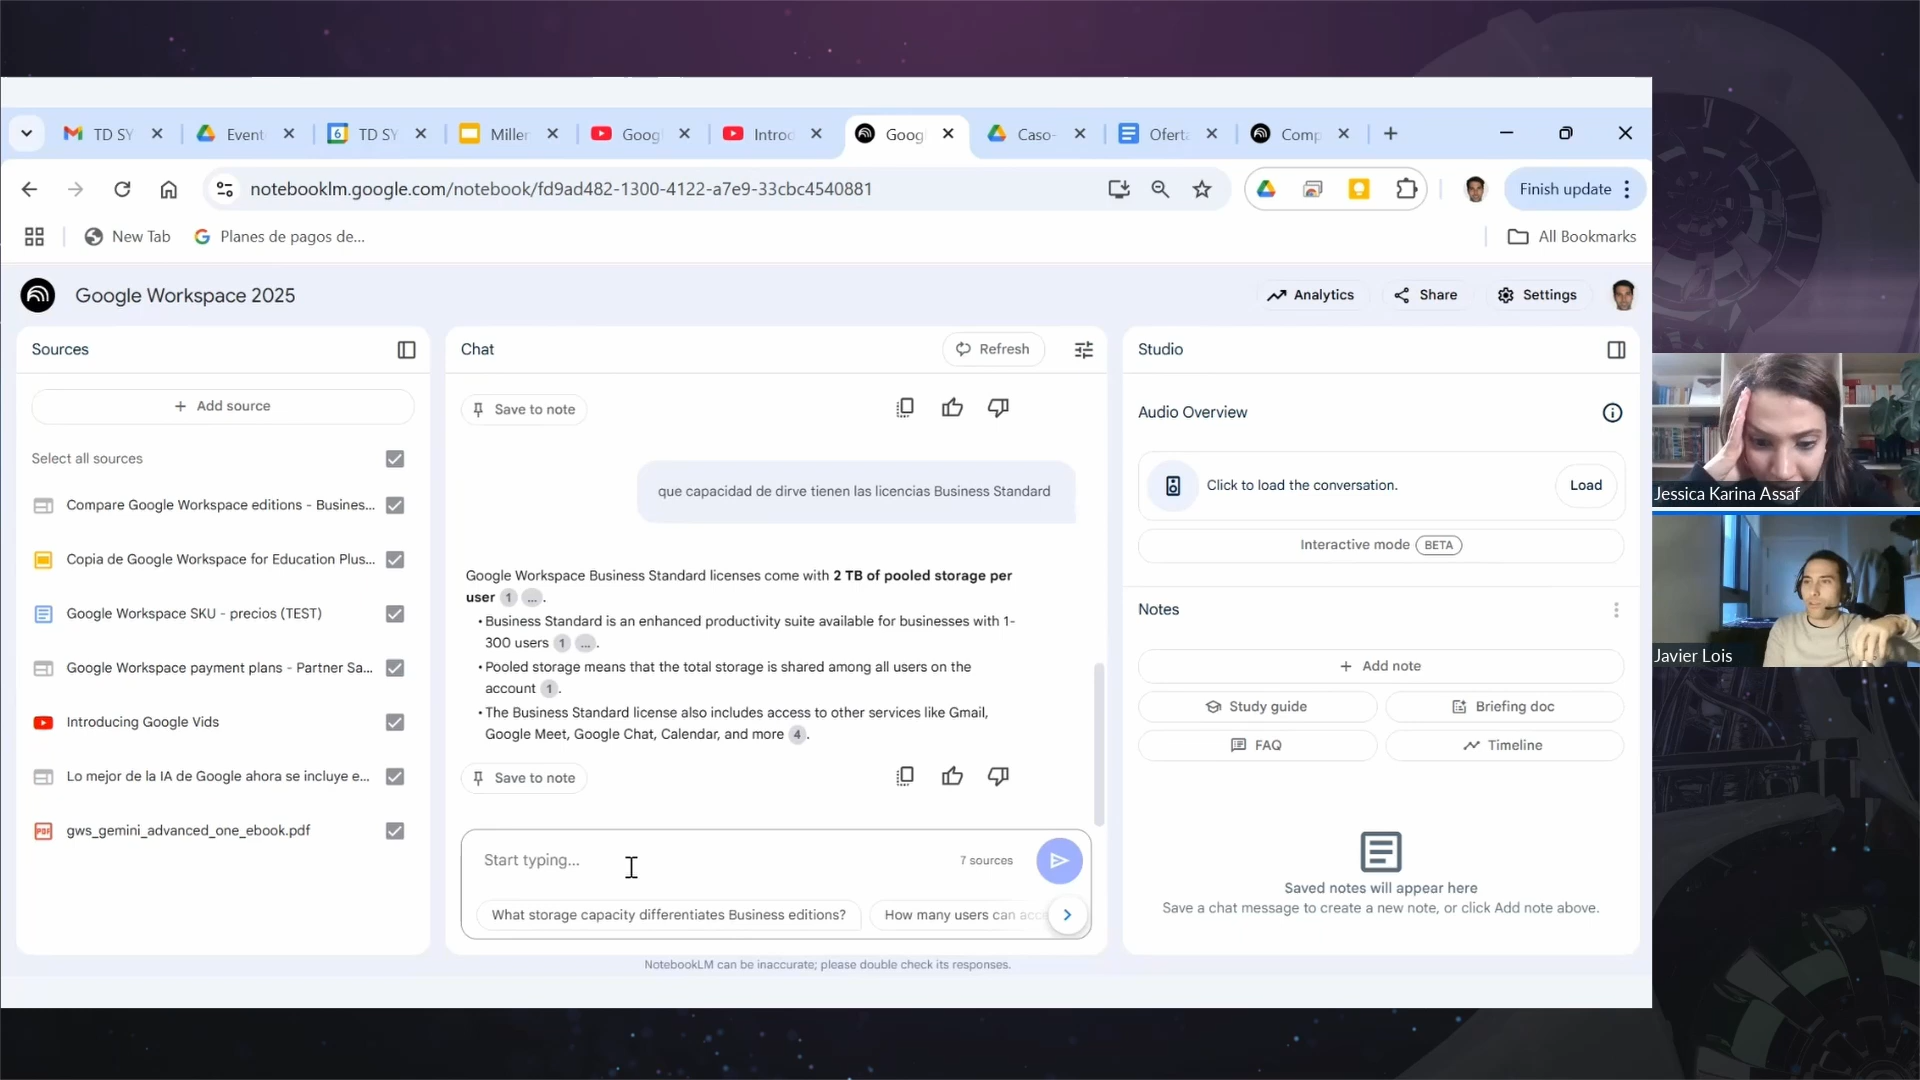 TD SY
Event
6
TD SY
Miller
Goog
Introd
Goog
Caso-
Ofert
Comp
notebooklm.google.com/notebook/fd9ad482-1300-4122-a7e9-33cbc4540881
Finish update
New Tab
Planes de pagos de...
All Bookmarks
Google Workspace 2025
Analytics
Share
Settings
Sources
Add source
Select all sources
Compare Google Workspace editions - Busines...
Copia de Google Workspace for Education Plus...
Google Workspace SKU - precios (TEST)
Google Workspace payment plans - Partner Sa...
Introducing Google Vids
Lo mejor de la IA de Google ahora se incluye e...
PDF
gws_gemini_advanced_one_ebook.pdf
Chat
Refresh
Save to note
que capacidad de dirve tienen las licencias Business Standard
Google Workspace Business Standard licenses come with 2 TB of pooled storage per
user 1 ... .
• Business Standard is an enhanced productivity suite available for businesses with 1-
300 users 1 ... .
• Pooled storage means that the total storage is shared among all users on the
account 1 .
• The Business Standard license also includes access to other services like Gmail,
Google Meet, Google Chat, Calendar, and more 4 .
Save to note
Start typing...
7 sources
What storage capacity differentiates Business editions?
How many users can acce
NotebookLM can be inaccurate; please double check its responses.
Studio
Audio Overview
Click to load the conversation.
Load
Interactive mode BETA
Notes
Add note
Study guide
Briefing doc
FAQ
Timeline
Saved notes will appear here
Save a chat message to create a new note, or click Add note above.
Jessica Karina Assaf
Javier Lois